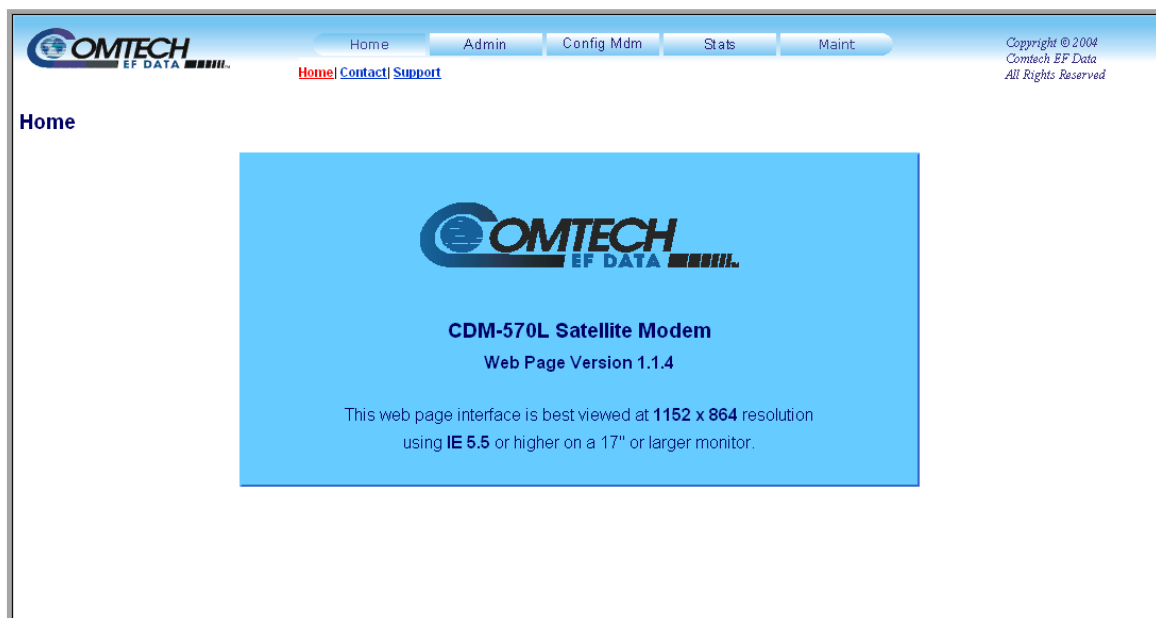 COMTECH
EF DATA
Home Admin Config Mdm Stats Maint
Home| Contact| Support
Copyright © 2004
Comtech EF Data
All Rights Reserved
Home
COMTECH
EF DATA
CDM-570L Satellite Modem
Web Page Version 1.1.4
This web page interface is best viewed at 1152 x 864 resolution
using IE 5.5 or higher on a 17" or larger monitor.